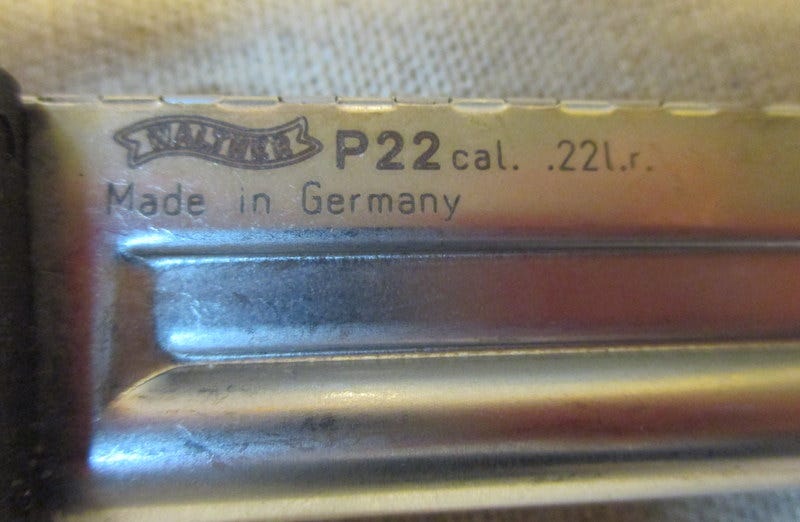 WALTHER P22 cal. .22l.r.
Made in Germany